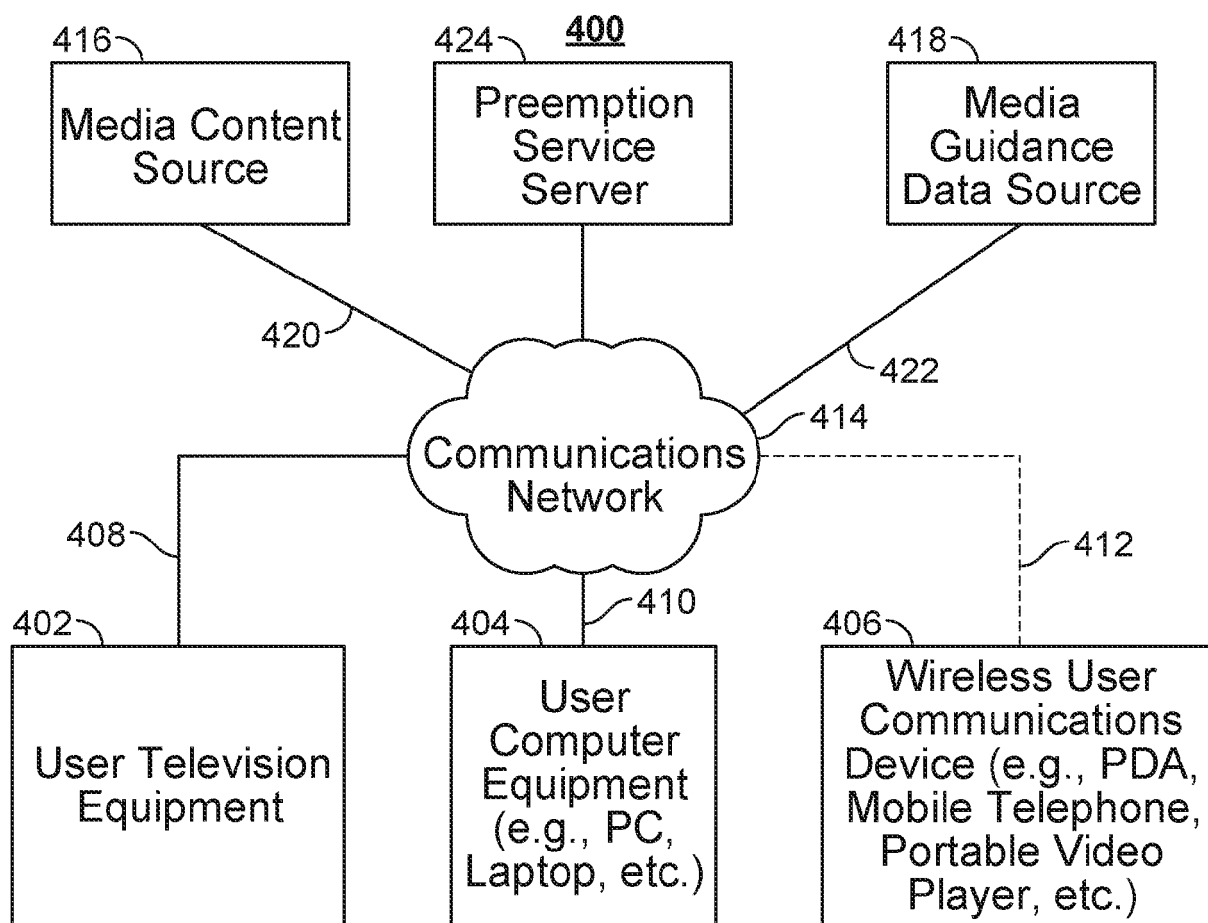 400
416
424
418
Media Content
Source
Preemption
Service
Server
Media
Guidance
Data Source
420
422
414
Communications
Network
408
412
410
402
404
406
User Television
Equipment
User
Computer
Equipment
(e.g., PC,
Laptop, etc.)
Wireless User
Communications
Device (e.g., PDA,
Mobile Telephone,
Portable Video
Player, etc.)